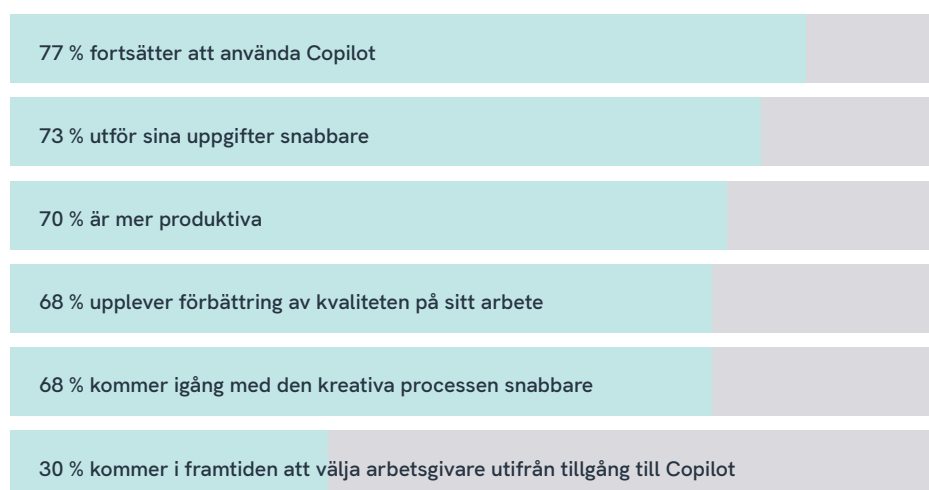 77 % fortsätter att använda Copilot
73 % utför sina uppgifter snabbare
70 % är mer produktiva
68 % upplever förbättring av kvaliteten på sitt arbete
68 % kommer igång med den kreativa processen snabbare
30 % kommer i framtiden att välja arbetsgivare utifrån tillgång till Copilot